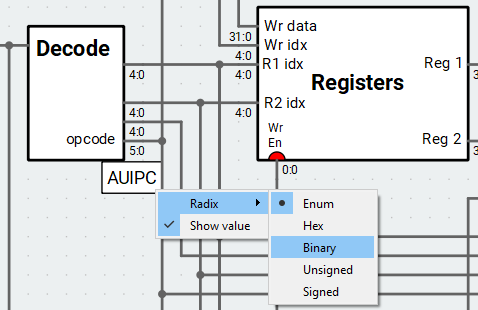 Decode
4:0
4:0
4:0
opcode
5:0
AUIPC
31:0
4:0
4:0
4:0
Wr data
Wr idx
R1 idx
Registers
Reg 1
R2 idx
Wr
En
Reg 2
0:0
3
3
Radix
Show value
Enum
Hex
Binary
Unsigned
Signed